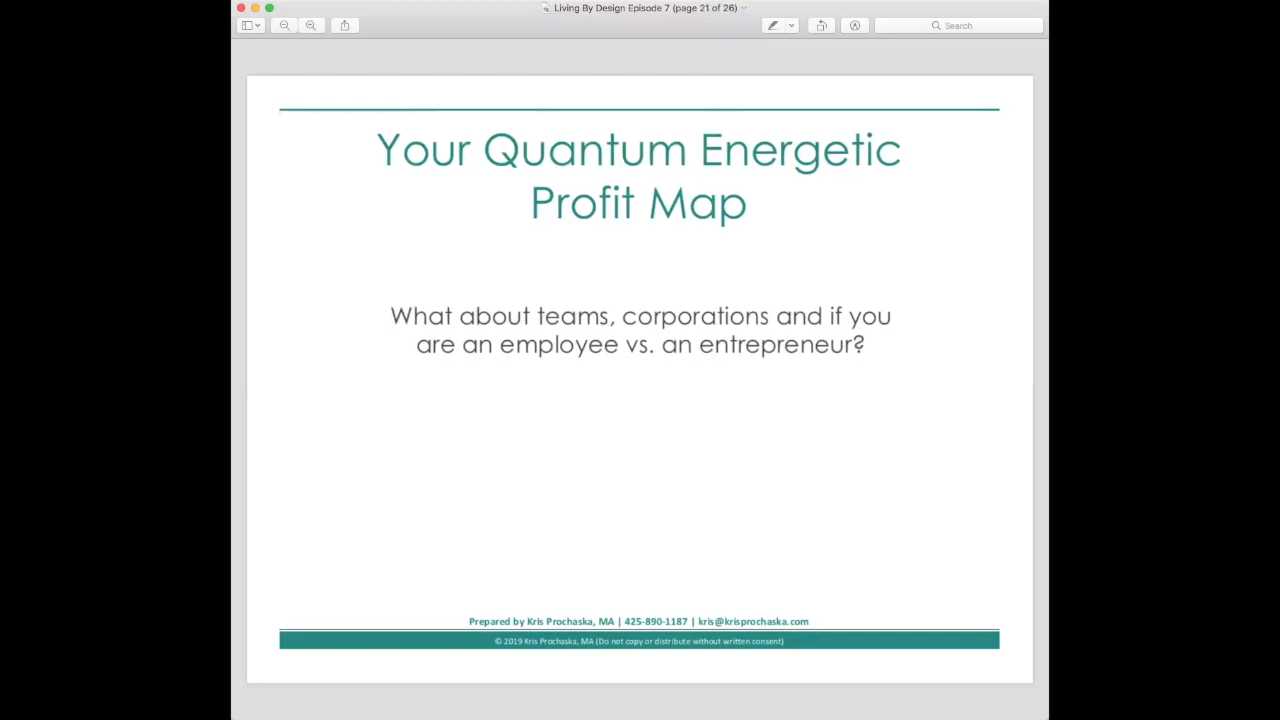 Living By Design Episode 7 (page 21 of 26)
Search
Your Quantum Energetic
Profit Map
What about teams, corporations and if you
are an employee vs. an entrepreneur?
Prepared by Kris Prochaska, MA | 425-890-1187 | kris@krisprochaska.com
© 2019 Kris Prochaska, MA (Do not copy or distribute without written consent)